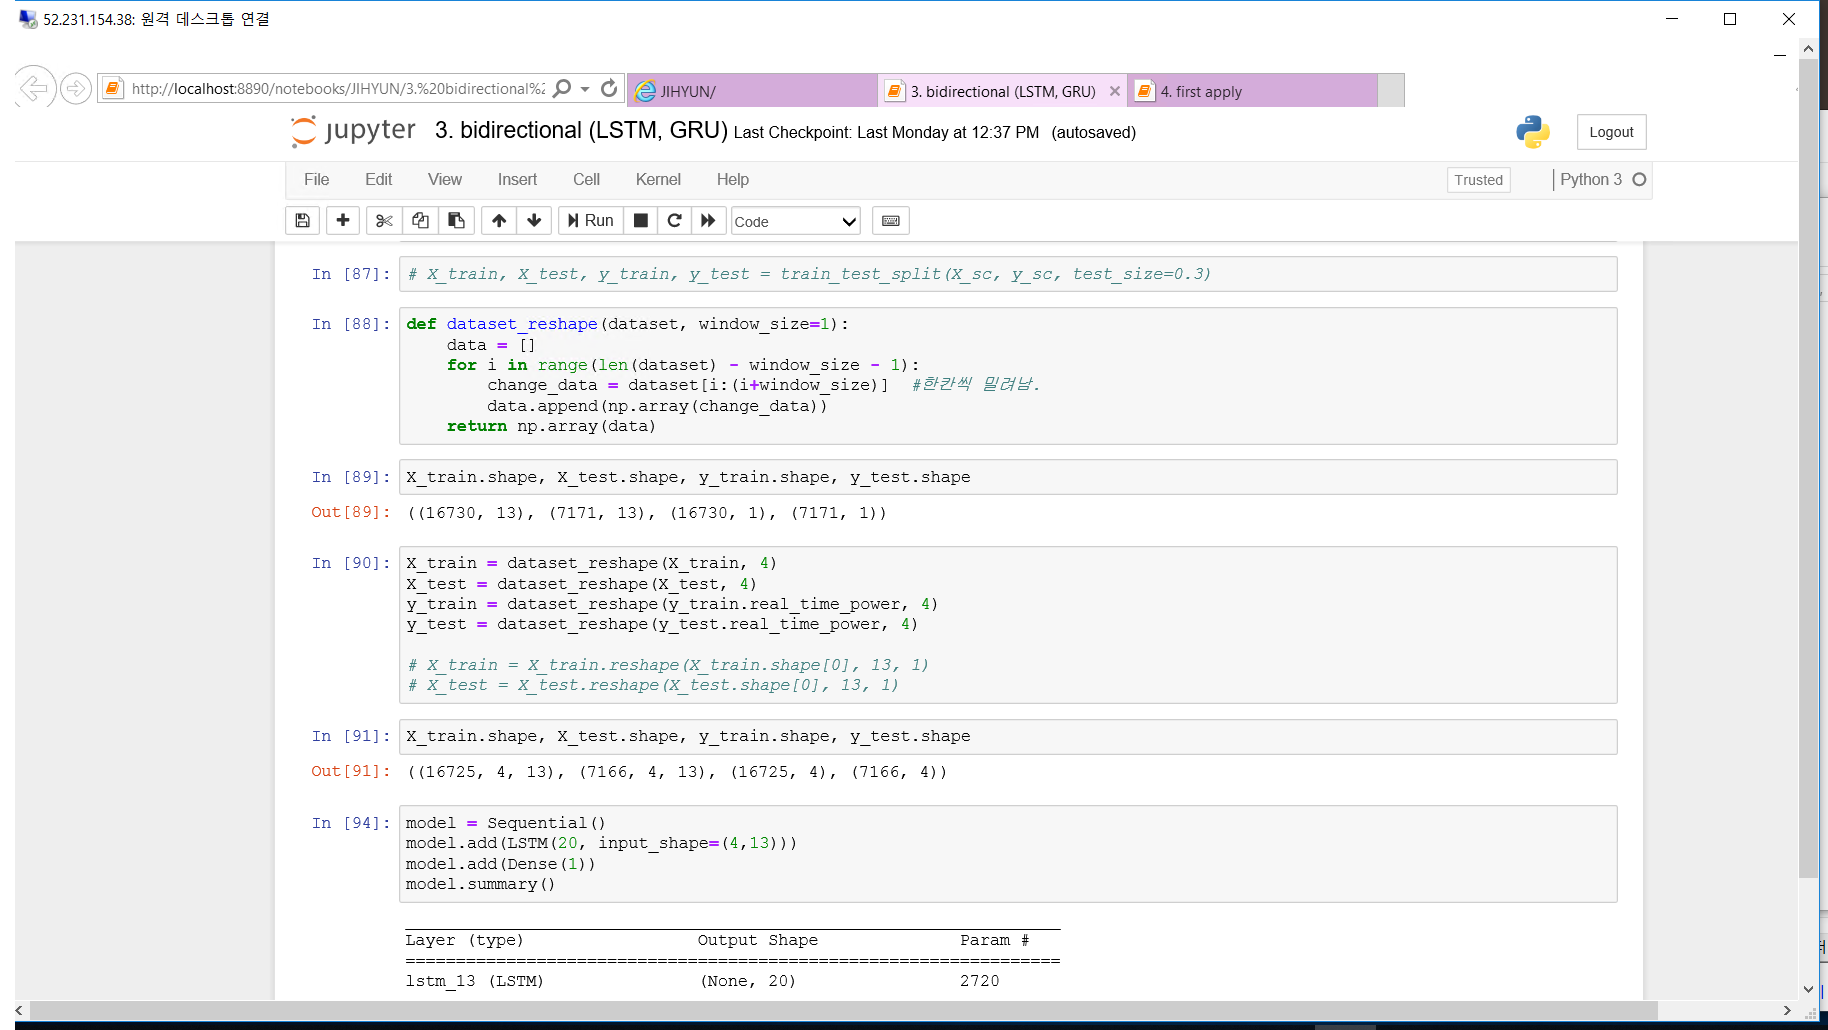 52.231.154.38: 원격 데스크톱 연결
http://localhost:8890/notebooks/JIHYUN/3.%20bidirectional%2
JIHYUN/
3. bidirectional (LSTM, GRU)
4. first apply
jupyter 3. bidirectional (LSTM, GRU) Last Checkpoint: Last Monday at 12:37 PM (autosaved)
Logout
File Edit View Insert Cell Kernel Help
Trusted
Python 3
Run
Code
In [87]: # X_train, X_test, y_train, y_test = train_test_split(X_sc, y_sc, test_size=0.3)
In [88]: def dataset_reshape(dataset, window_size=1):
data = []
for i in range(len(dataset) - window_size - 1):
change_data = dataset[i:(i+window_size)] #한칸씩 밀려남.
data.append(np.array(change_data))
return np.array(data)
In [89]: X_train.shape, X_test.shape, y_train.shape, y_test.shape
Out[89]: ((16730, 13), (7171, 13), (16730, 1), (7171, 1))
In [90]: X_train = dataset_reshape(X_train, 4)
X_test = dataset_reshape(X_test, 4)
y_train = dataset_reshape(y_train.real_time_power, 4)
y_test = dataset_reshape(y_test.real_time_power, 4)
# X_train = X_train.reshape(X_train.shape[0], 13, 1)
# X_test = X_test.reshape(X_test.shape[0], 13, 1)
In [91]: X_train.shape, X_test.shape, y_train.shape, y_test.shape
Out[91]: ((16725, 4, 13), (7166, 4, 13), (16725, 4), (7166, 4))
In [94]: model = Sequential()
model.add(LSTM(20, input_shape=(4,13)))
model.add(Dense(1))
model.summary()
Layer (type) Output Shape Param #
=================================================================
lstm_13 (LSTM) (None, 20) 2720